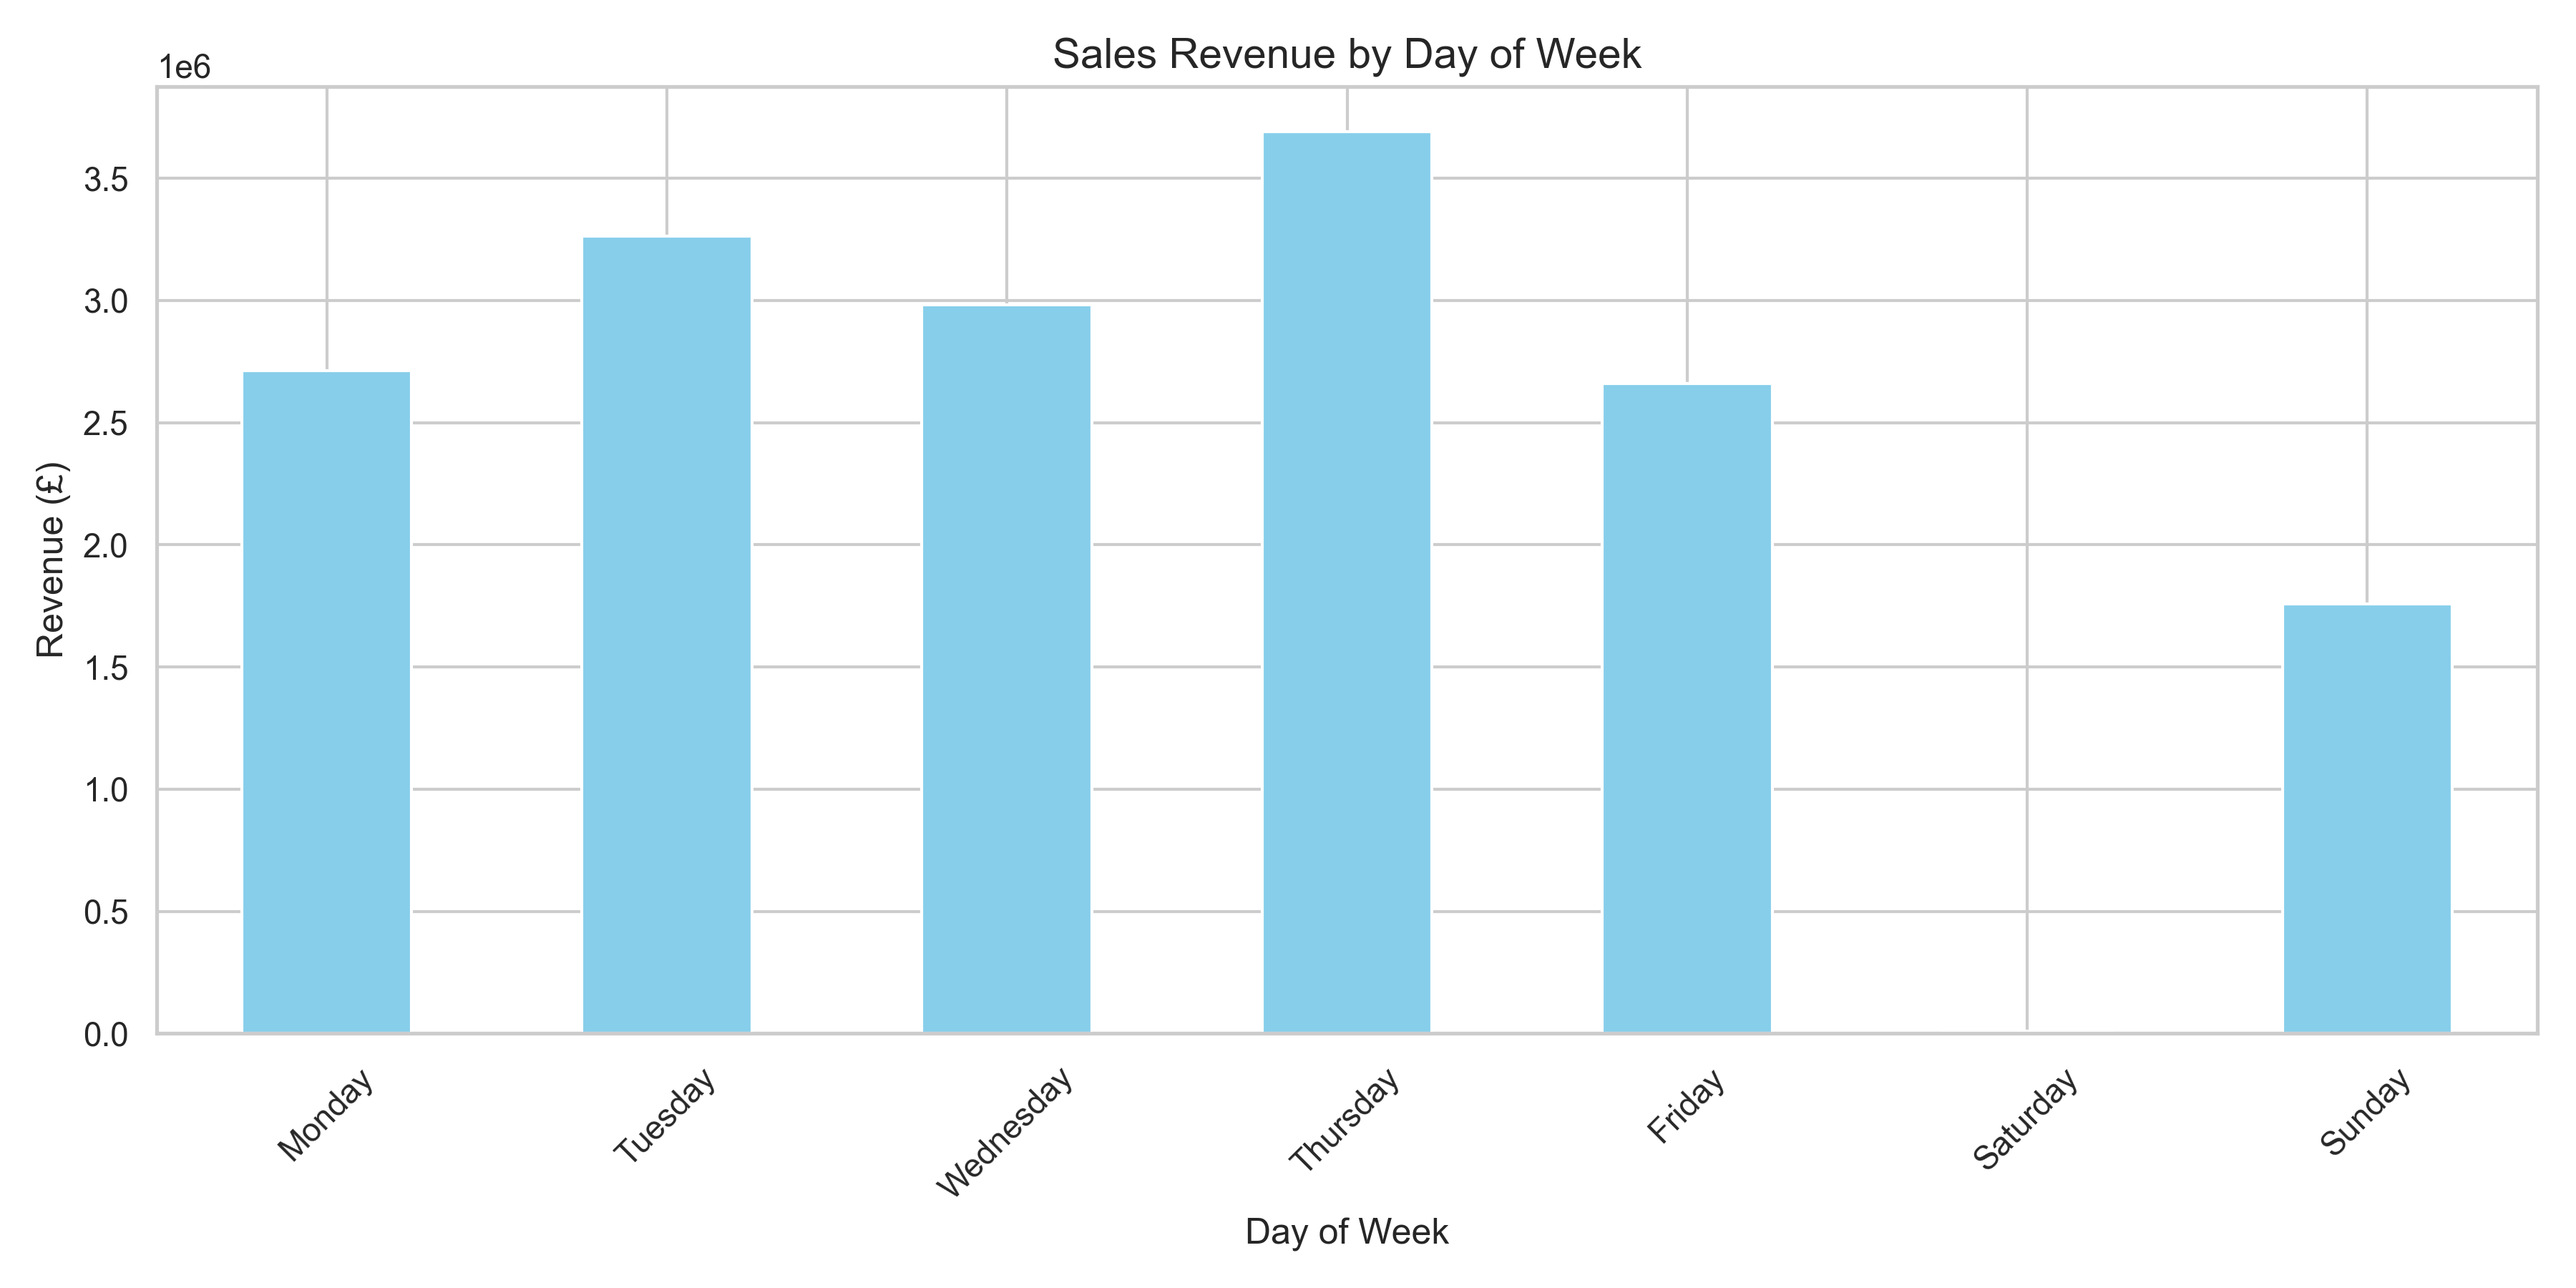 Sales Revenue by Day of Week
1e6
3.5
3.0
2.5
2.0
1.5
1.0
0.5
0.0
Revenue (£)
Monday
Tuesday
Wednesday
Thursday
Friday
Saturday
Sunday
Day of Week